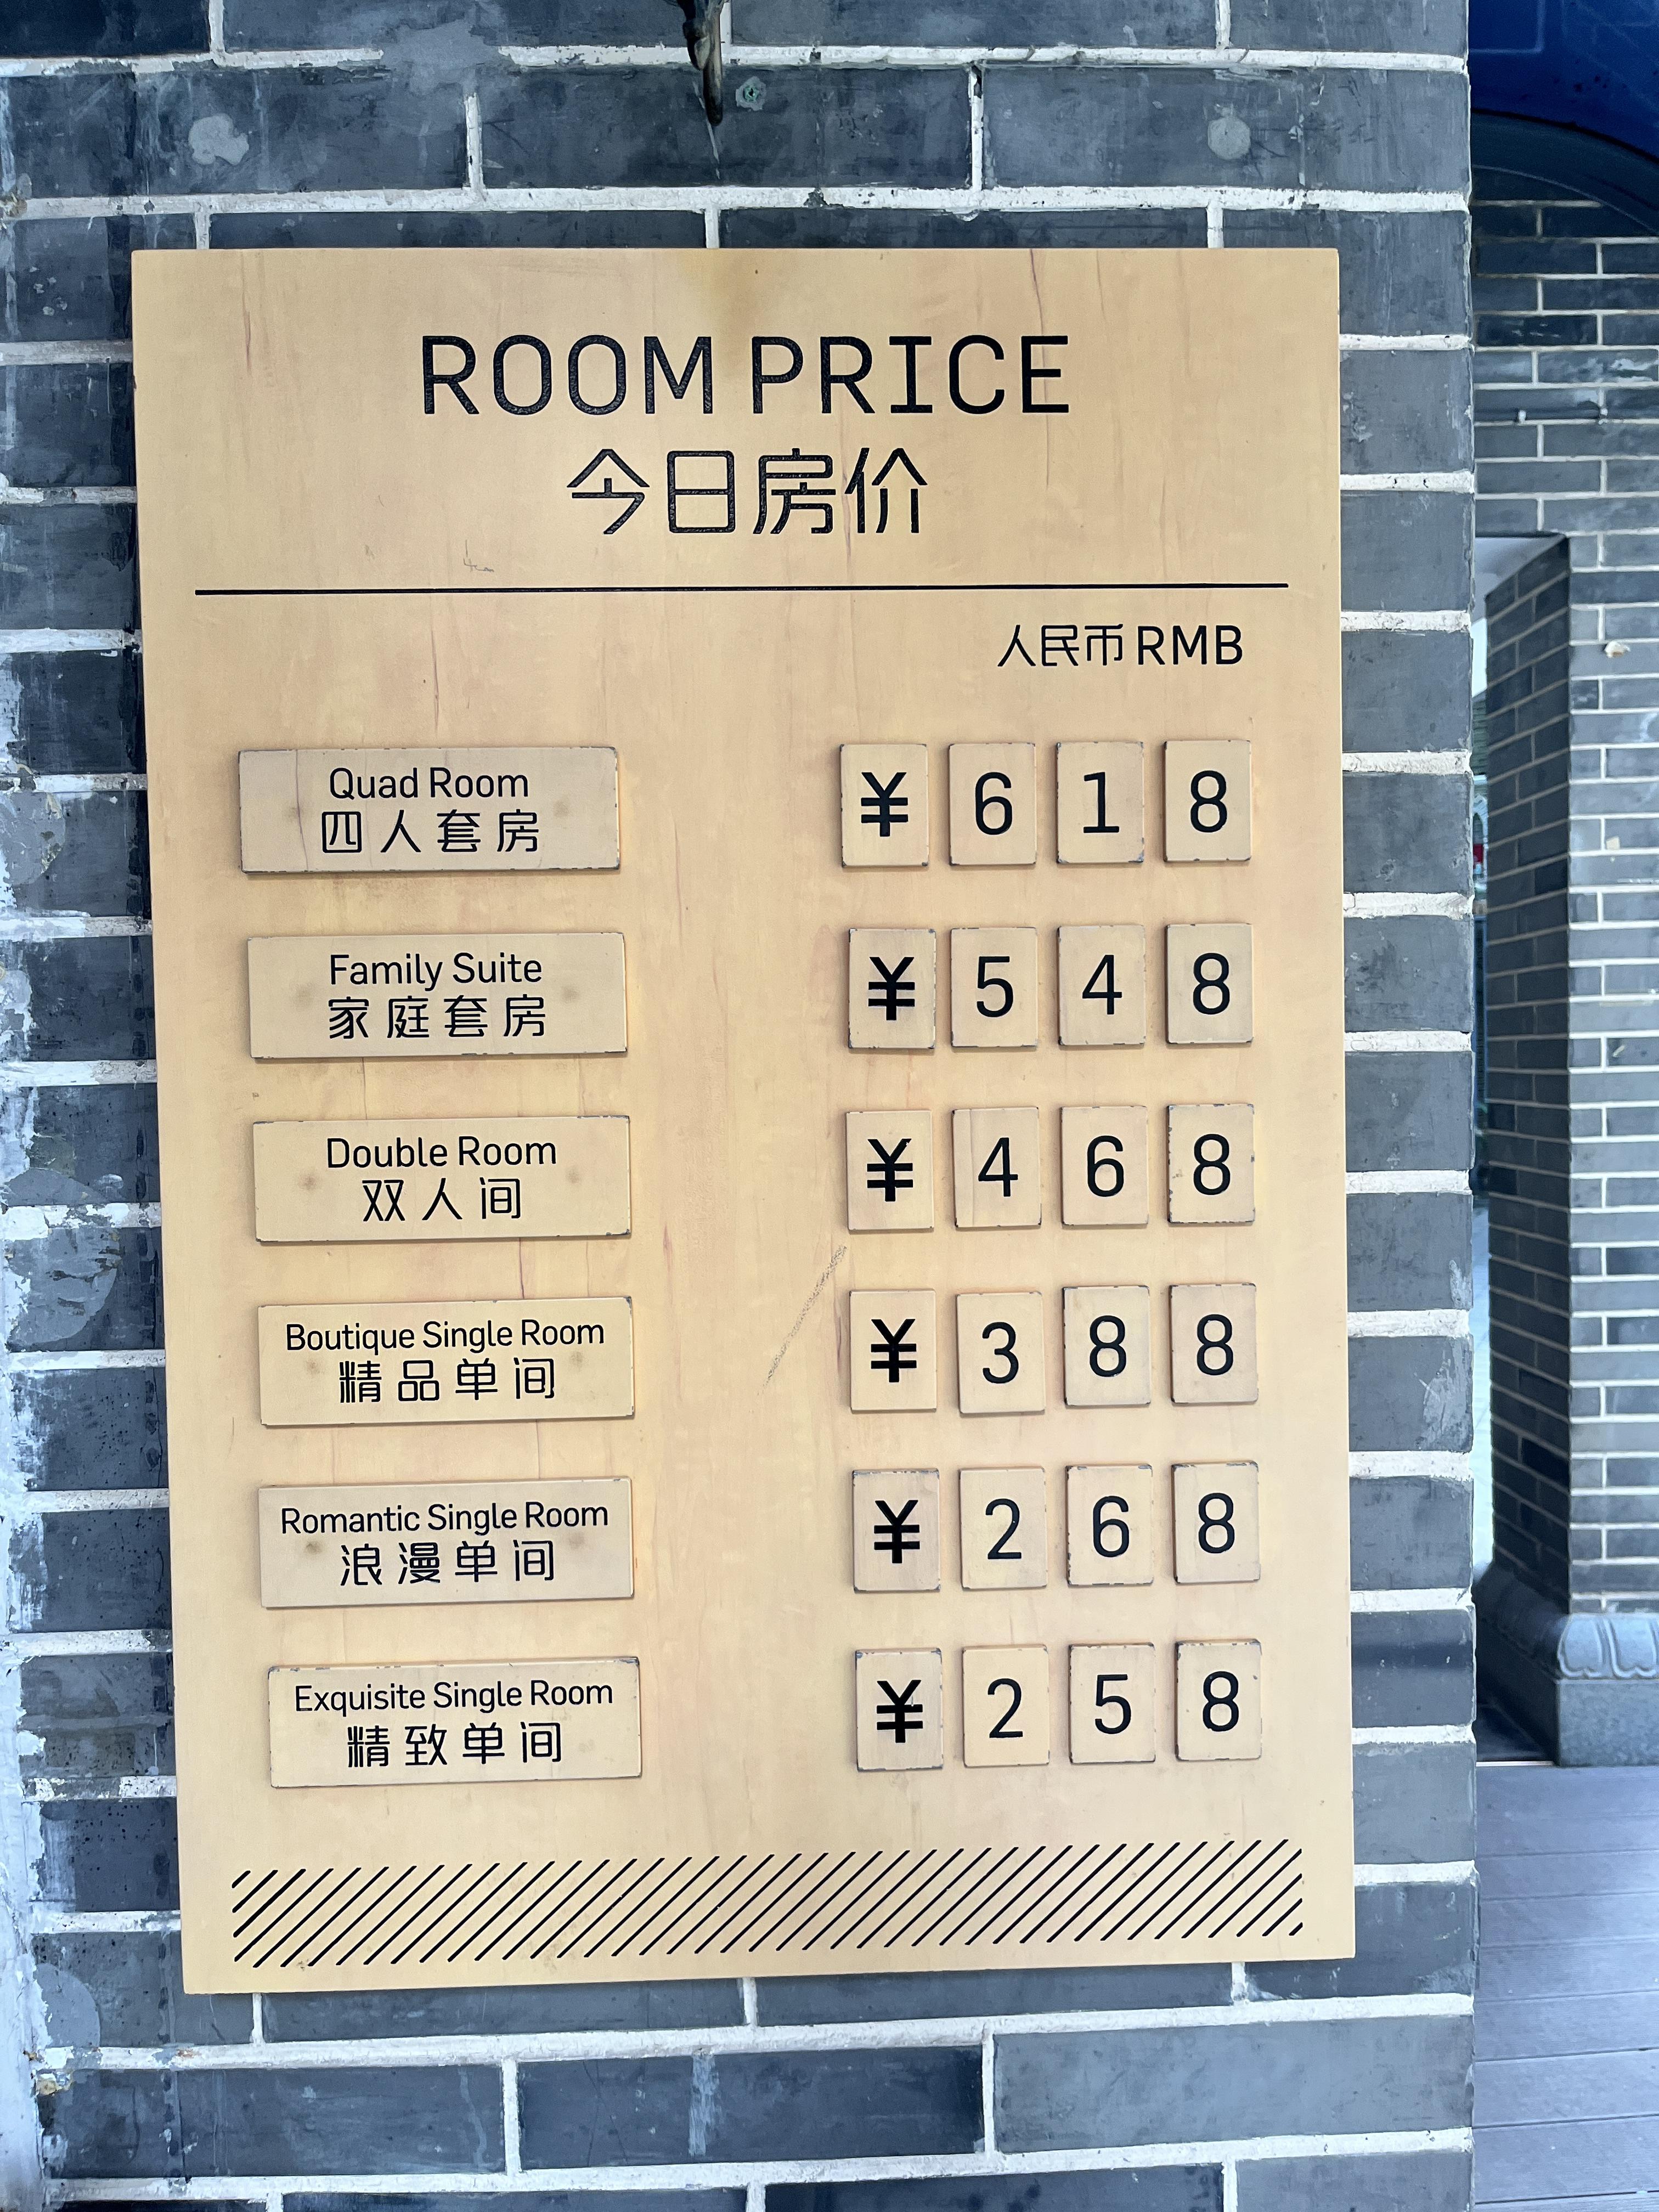 ROOM PRICE
今日房价
人民币 RMB
Quad Room
四人套房
¥ 6 1 8
Family Suite
家庭套房
¥ 5 4 8
Double Room
双人间
¥ 4 6 8
Boutique Single Room
精品单间
¥ 3 8 8
Romantic Single Room
浪漫单间
¥ 2 6 8
Exquisite Single Room
精致单间
¥ 2 5 8